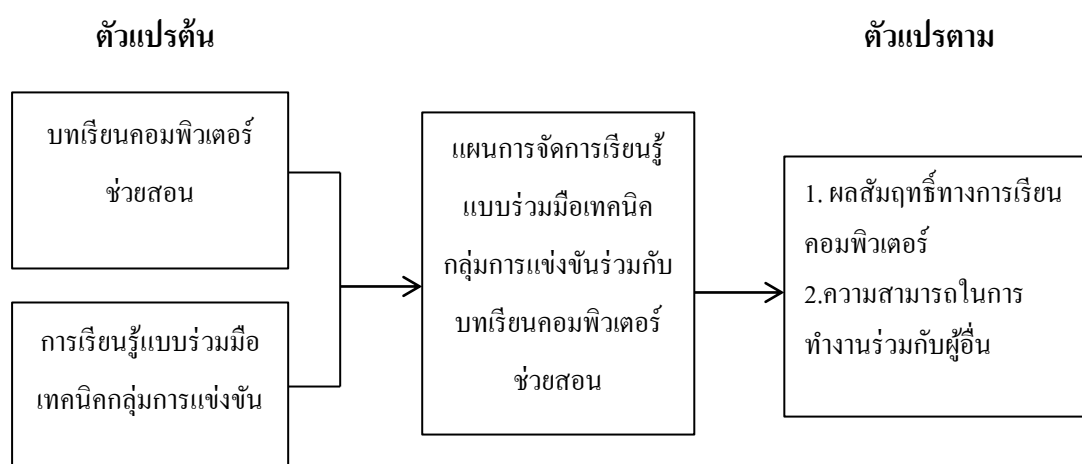 ตัวแปรต้น
ตัวแปรตาม
บทเรียนคอมพิวเตอร์
ช่วยสอน
การเรียนรู้แบบร่วมมือ
เทคนิคกลุ่มการแข่งขัน
แผนการจัดการเรียนรู้
แบบร่วมมือเทคนิค
กลุ่มการแข่งขันร่วมกับ
บทเรียนคอมพิวเตอร์
ช่วยสอน
1. ผลสัมฤทธิ์ทางการเรียน
คอมพิวเตอร์
2.ความสามารถในการ
ทำงานร่วมกับผู้อื่น